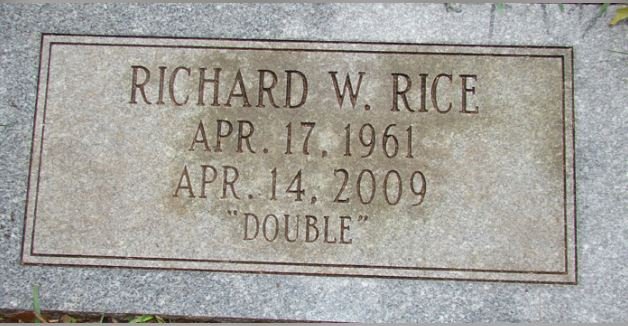 RICHARD W. RICE
APR. 17, 1961
APR. 14, 2009
"DOUBLE"